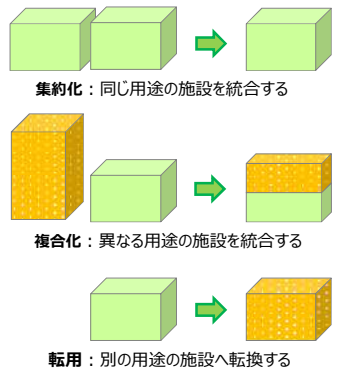 集約化：同じ用途の施設を統合する
複合化：異なる用途の施設を統合する
転用：別の用途の施設へ転換する